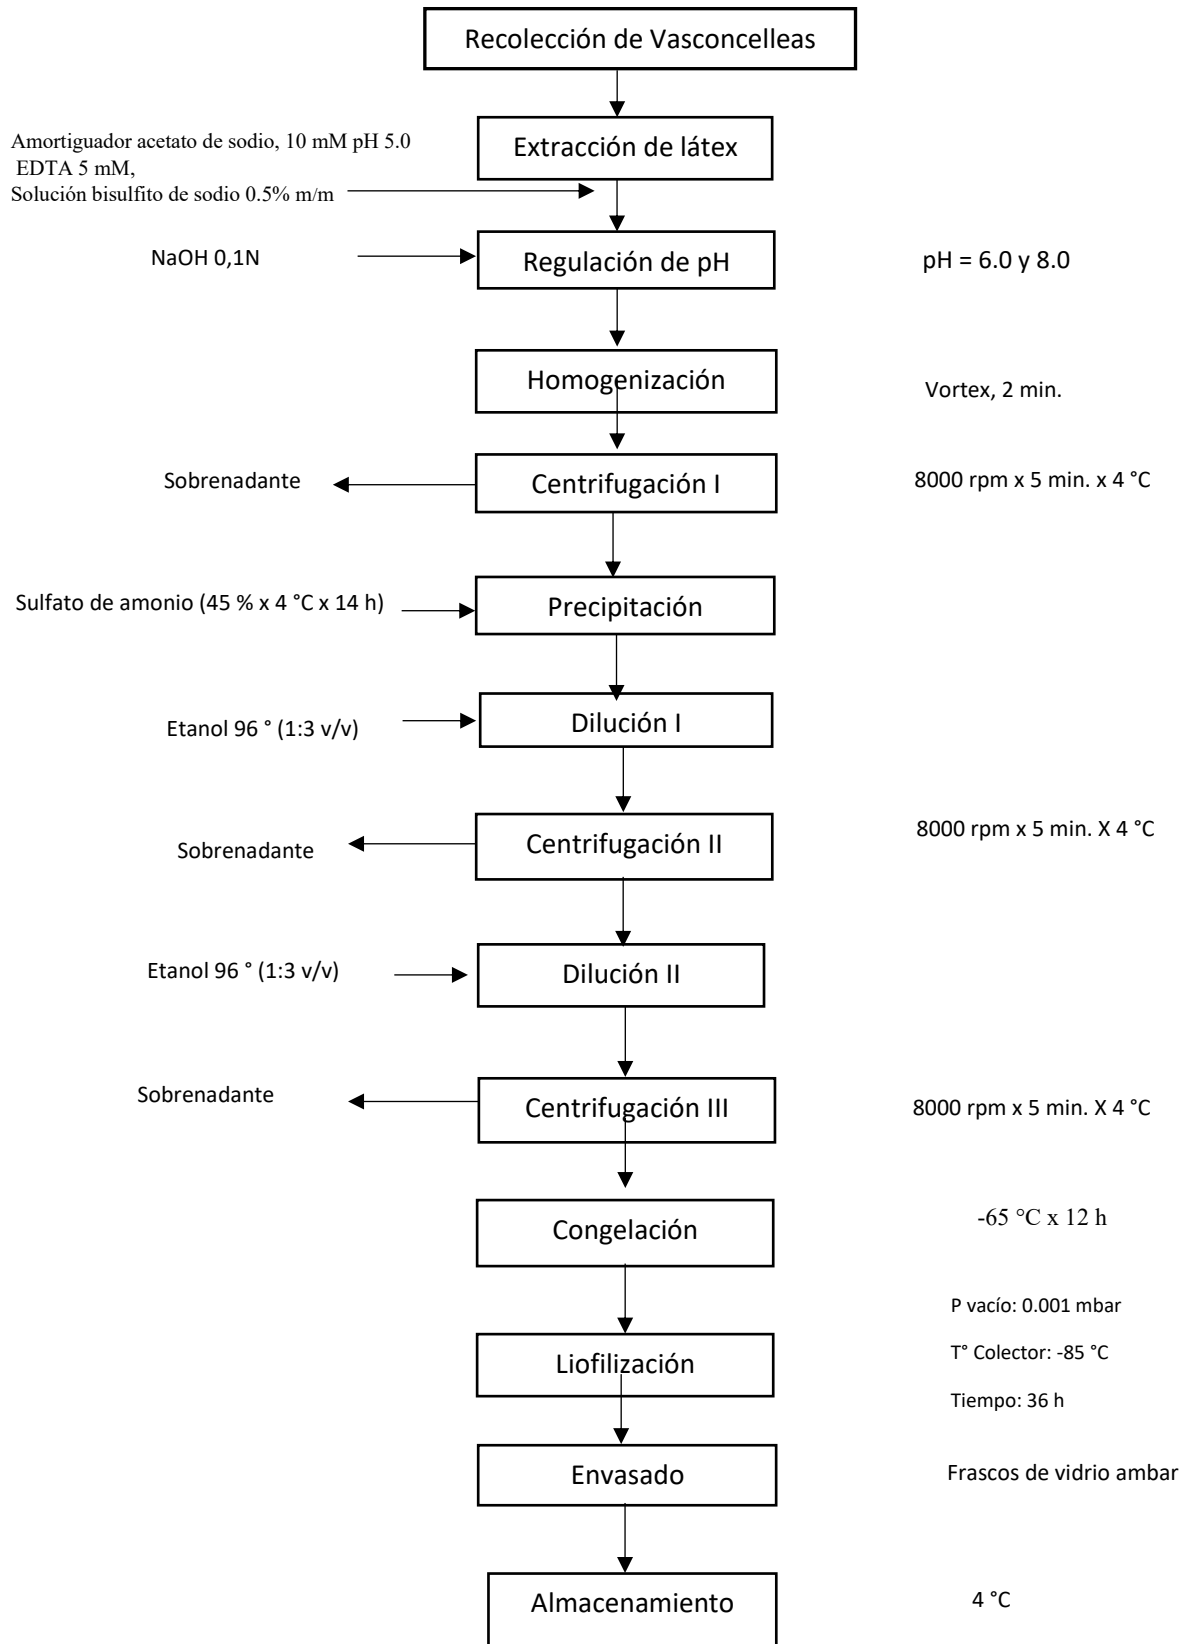 Recolección de Vasconcelleas
Extracción de látex
Amortiguador acetato de sodio, 10 mM pH 5.0
EDTA 5 mM,
Solución bisulfito de sodio 0.5% m/m
NaOH 0,1N
Regulación de pH
pH = 6.0 y 8.0
Homogenización
Vortex, 2 min.
Sobrenadante
Centrifugación I
8000 rpm x 5 min. x 4 °C
Sulfato de amonio (45 % x 4 °C x 14 h)
Precipitación
Etanol 96 ° (1:3 v/v)
Dilución I
Sobrenadante
Centrifugación II
8000 rpm x 5 min. X 4 °C
Etanol 96 ° (1:3 v/v)
Dilución II
Sobrenadante
Centrifugación III
8000 rpm x 5 min. X 4 °C
Congelación
-65 °C x 12 h
Liofilización
P vacío: 0.001 mbar
T° Colector: -85 °C
Tiempo: 36 h
Envasado
Frascos de vidrio ambar
Almacenamiento
4 °C